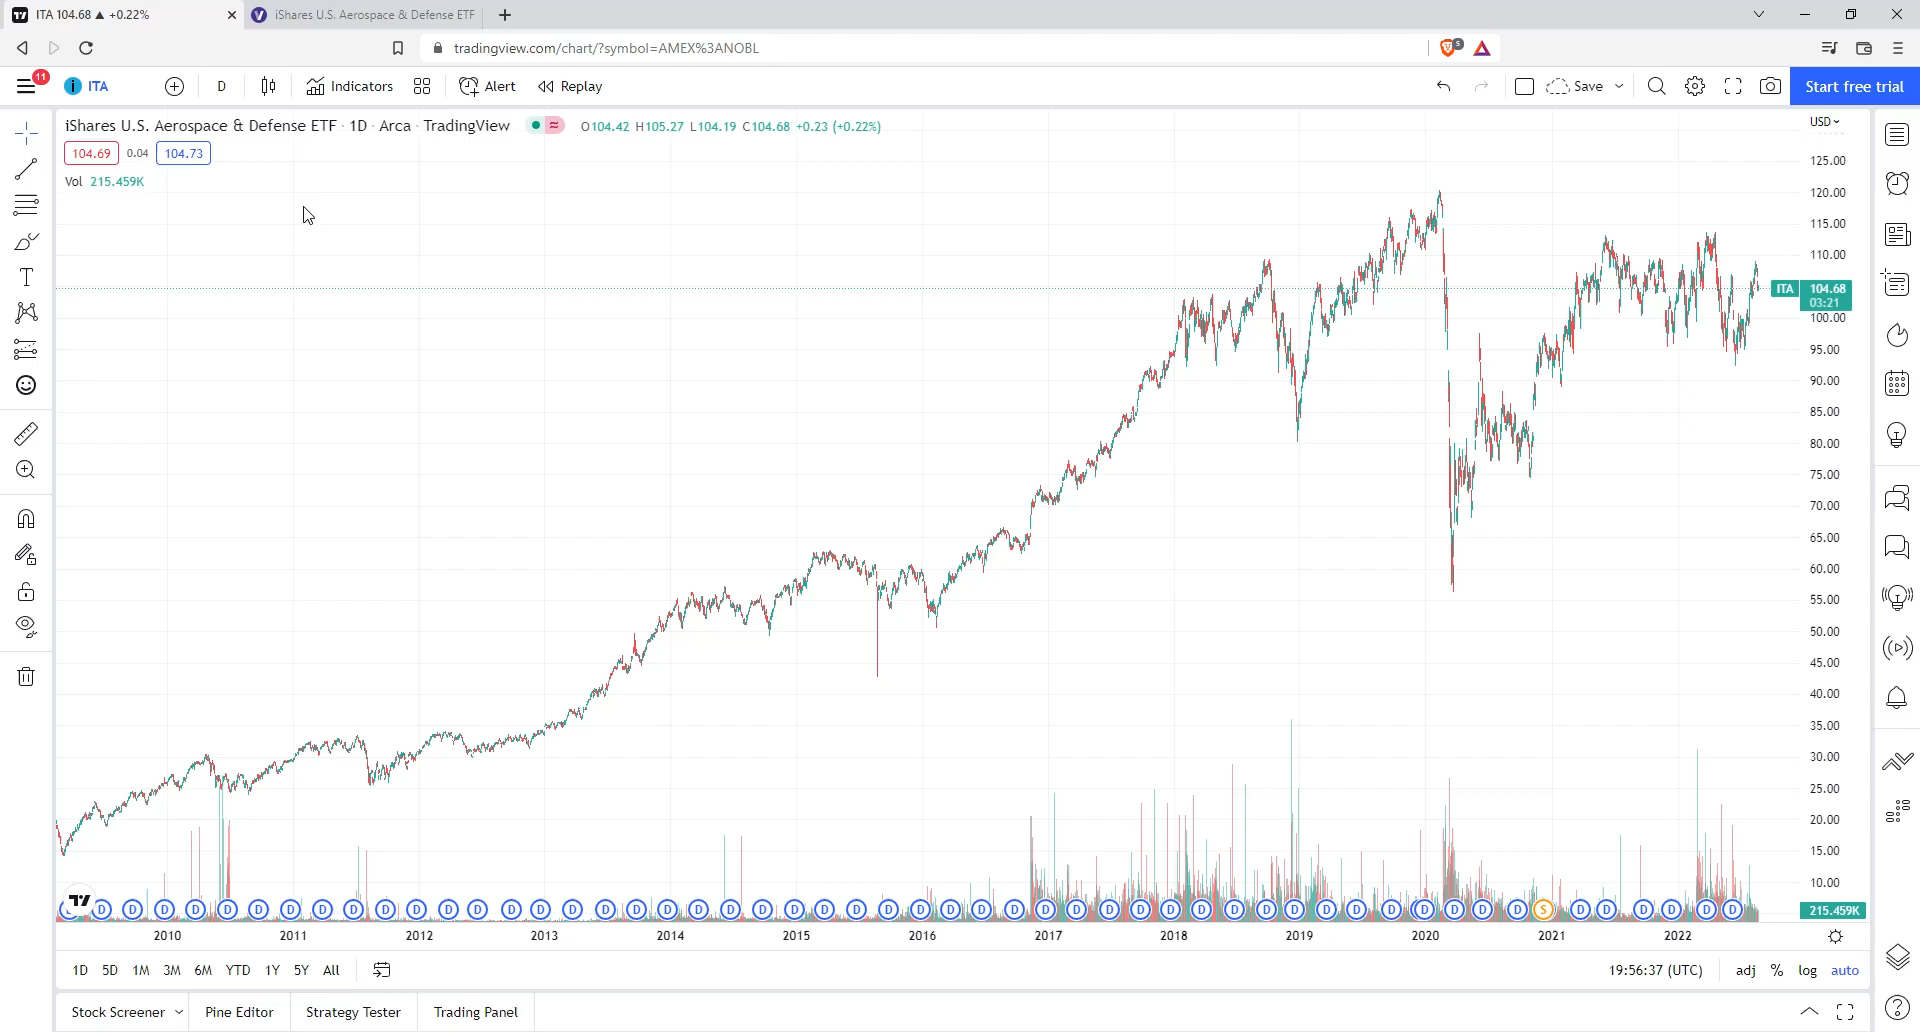 ITA 104.68 ▲ +0.22%
iShares U.S. Aerospace & Defense ETF
tradingview.com/chart/?symbol=AMEX%3ANOBL
5
11
ITA
D
Indicators
Alert
Replay
Save
Start free trial
iShares U.S. Aerospace & Defense ETF · 1D · Arca · TradingView
O104.42 H105.27 L104.19 C104.68 +0.23 (+0.22%)
USD
104.69
0.04
104.73
Vol 215.459K
125.00
120.00
115.00
110.00
ITA 104.68
03:21
100.00
95.00
90.00
85.00
80.00
75.00
70.00
65.00
60.00
55.00
50.00
45.00
40.00
35.00
30.00
25.00
20.00
15.00
10.00
D D D D D D D D D D D D D D D D D D D D D D D D D D D D D D D D D D D D D D D D D D D D D D S D D D D D D
215.459K
2010 2011 2012 2013 2014 2015 2016 2017 2018 2019 2020 2021 2022
1D 5D 1M 3M 6M YTD 1Y 5Y All
19:56:37 (UTC)
adj % log auto
Stock Screener
Pine Editor
Strategy Tester
Trading Panel